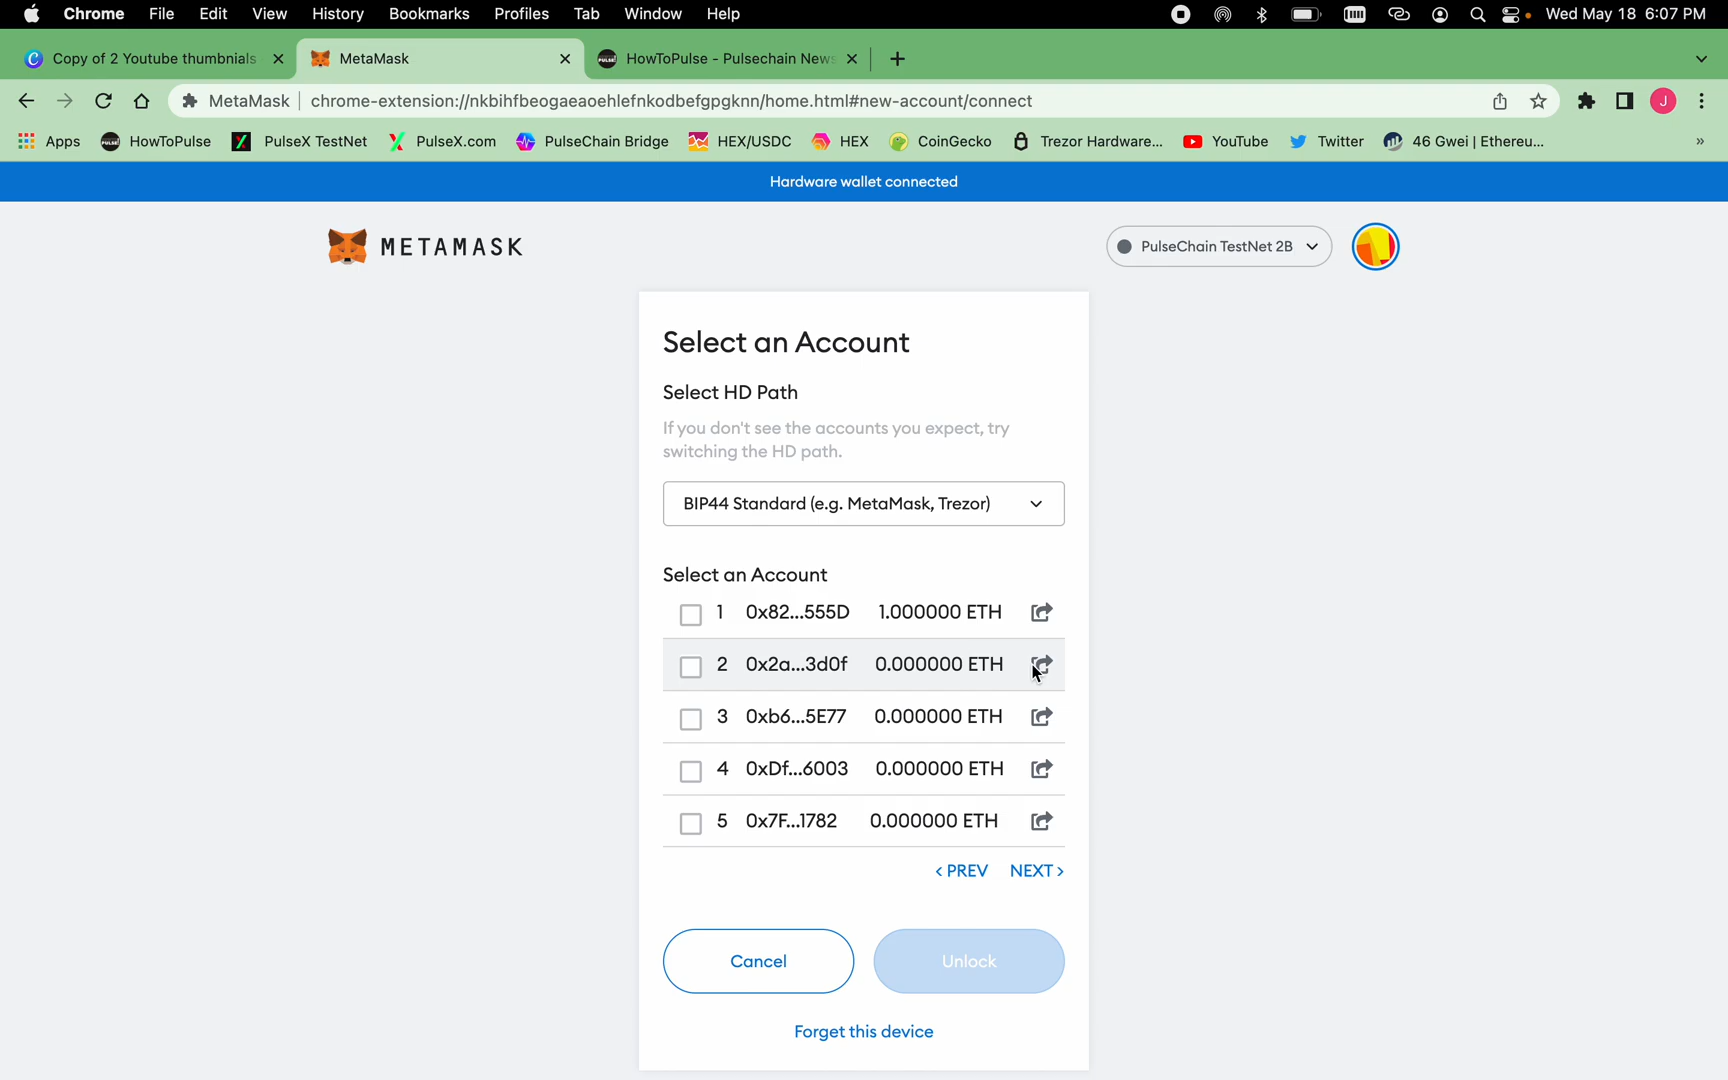 Chrome File Edit View History Bookmarks Profiles Tab Window Help Wed May 18 6:07 PM
Copy of 2 Youtube thumbnials MetaMask HowToPulse - Pulsechain News
MetaMask chrome-extension://nkbihfbeogaeaoehlefnkodbefgpgknn/home.html#new-account/connect J
Apps HowToPulse PulseX TestNet PulseX.com PulseChain Bridge HEX/USDC HEX CoinGecko Trezor Hardware... YouTube Twitter 46 Gwei | Ethereu... »
Hardware wallet connected
METAMASK PulseChain TestNet 2B
Select an Account
Select HD Path
If you don't see the accounts you expect, try
switching the HD path.
BIP44 Standard (e.g. MetaMask, Trezor)
Select an Account
1 0x82...555D 1.000000 ETH
2 0x2a...3d0f 0.000000 ETH
3 0xb6...5E77 0.000000 ETH
4 0xDf...6003 0.000000 ETH
5 0x7F...1782 0.000000 ETH
< PREV NEXT >
Cancel Unlock
Forget this device